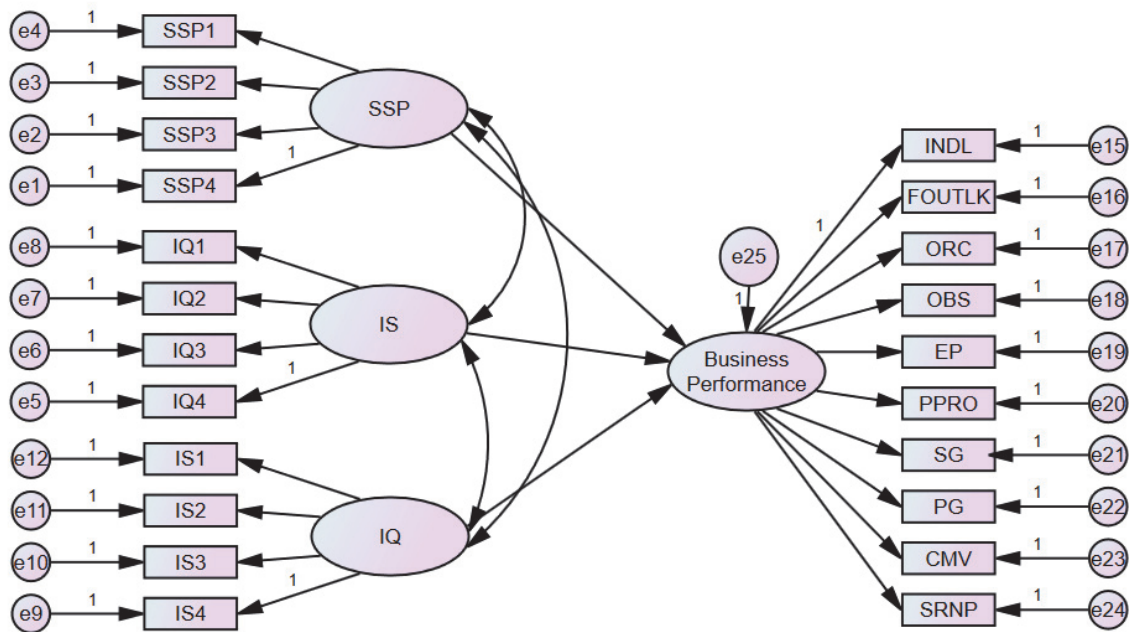 e4 1 SSP1
e3 1 SSP2
e2 1 SSP3
e1 1 SSP4
1
SSP
e8 1 IQ1
e7 1 IQ2
e6 1 IQ3
e5 1 IQ4
1
IS
e12 1 IS1
e11 1 IS2
e10 1 IS3
e9 1 IS4
1
IQ
e25
1
Business
Performance
1
INDL 1 e15
FOUTLK 1 e16
ORC 1 e17
OBS 1 e18
EP 1 e19
PPRO 1 e20
SG 1 e21
PG 1 e22
CMV 1 e23
SRNP 1 e24